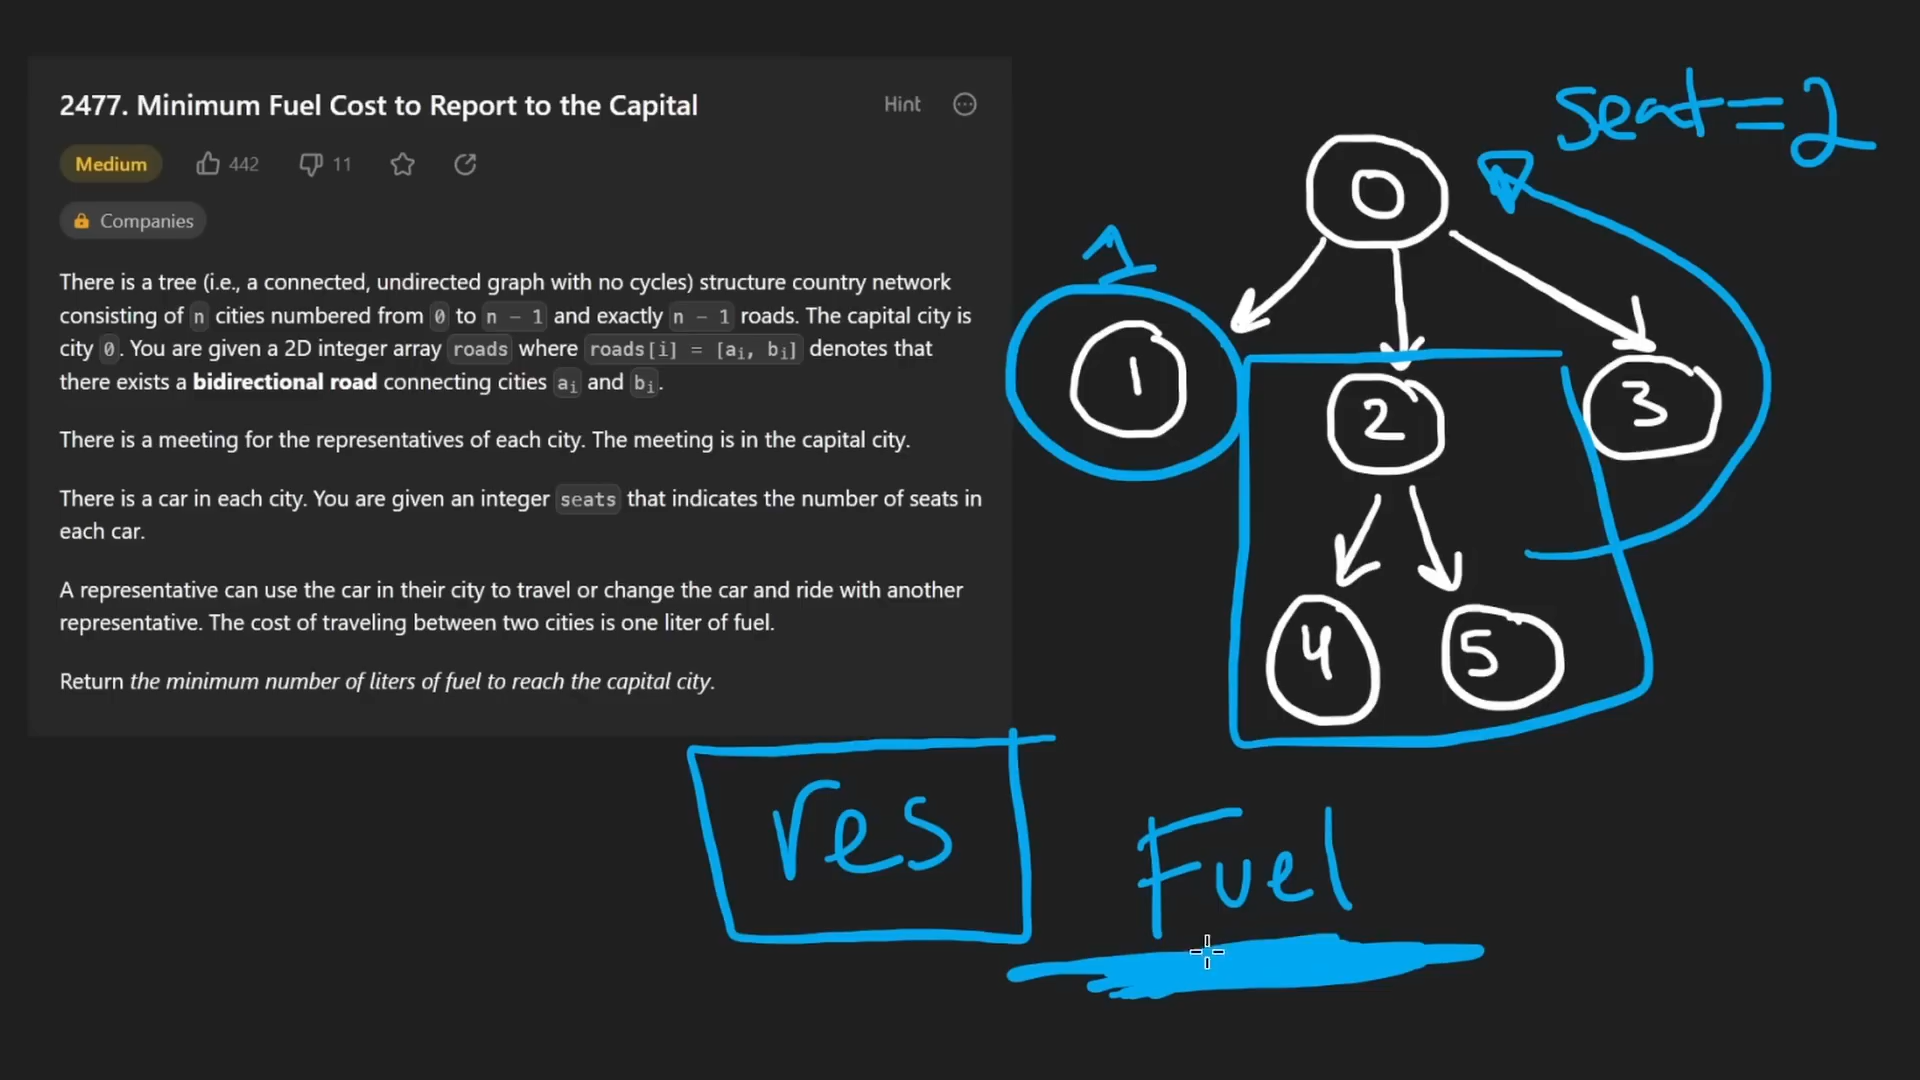 2477. Minimum Fuel Cost to Report to the Capital
Hint
Medium
442
11
Companies
There is a tree (i.e., a connected, undirected graph with no cycles) structure country network
consisting of n cities numbered from 0 to n - 1 and exactly n - 1 roads. The capital city is
city 0. You are given a 2D integer array roads where roads[i] = [aᵢ, bᵢ] denotes that
there exists a bidirectional road connecting cities aᵢ and bᵢ.
There is a meeting for the representatives of each city. The meeting is in the capital city.
There is a car in each city. You are given an integer seats that indicates the number of seats in
each car.
A representative can use the car in their city to travel or change the car and ride with another
representative. The cost of traveling between two cities is one liter of fuel.
Return the minimum number of liters of fuel to reach the capital city.
seat=2
0
1
1
2
3
4
5
res
Fuel